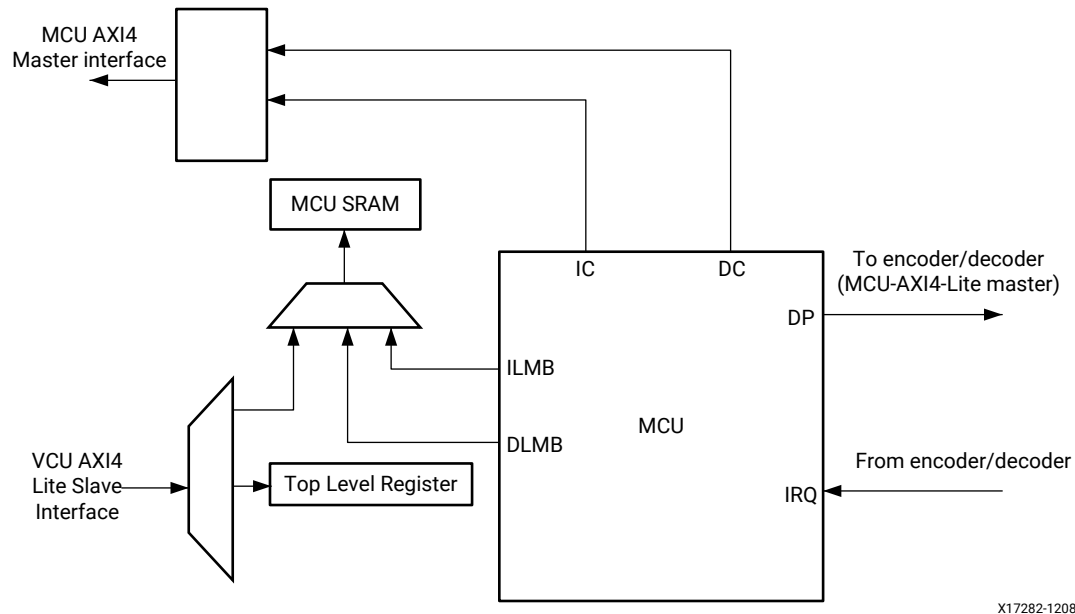 MCU AXI4
Master interface
MCU SRAM
IC
DC
To encoder/decoder
(MCU-AXI4-Lite master)
DP
ILMB
MCU
DLMB
VCU AXI4
Lite Slave
Interface
Top Level Register
From encoder/decoder
IRQ
X17282-1208